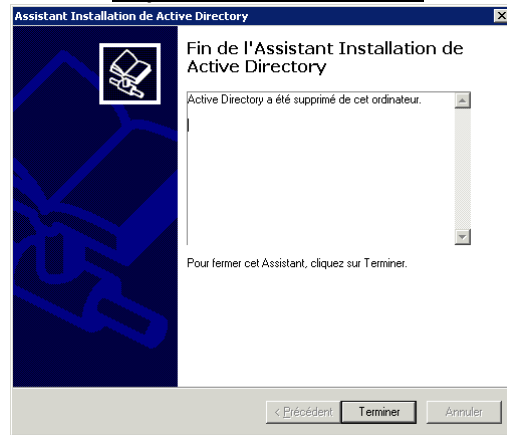 Assistant Installation de Active Directory
Fin de l'Assistant Installation de
Active Directory
Active Directory a été supprimé de cet ordinateur.
Pour fermer cet Assistant, cliquez sur Terminer.
< Précédent Terminer Annuler